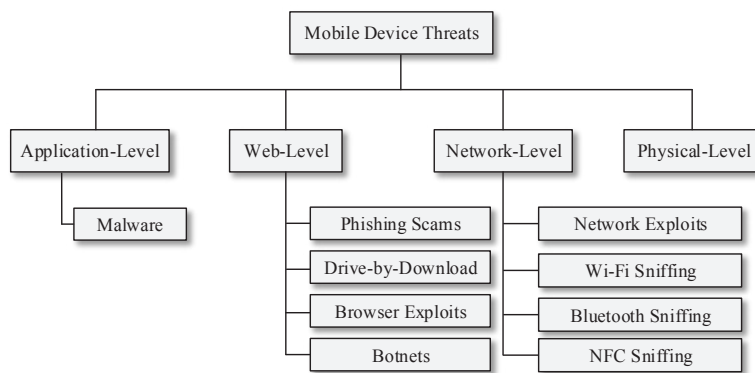 Mobile Device Threats
Application-Level
Web-Level
Network-Level
Physical-Level
Malware
Phishing Scams
Drive-by-Download
Browser Exploits
Botnets
Network Exploits
Wi-Fi Sniffing
Bluetooth Sniffing
NFC Sniffing